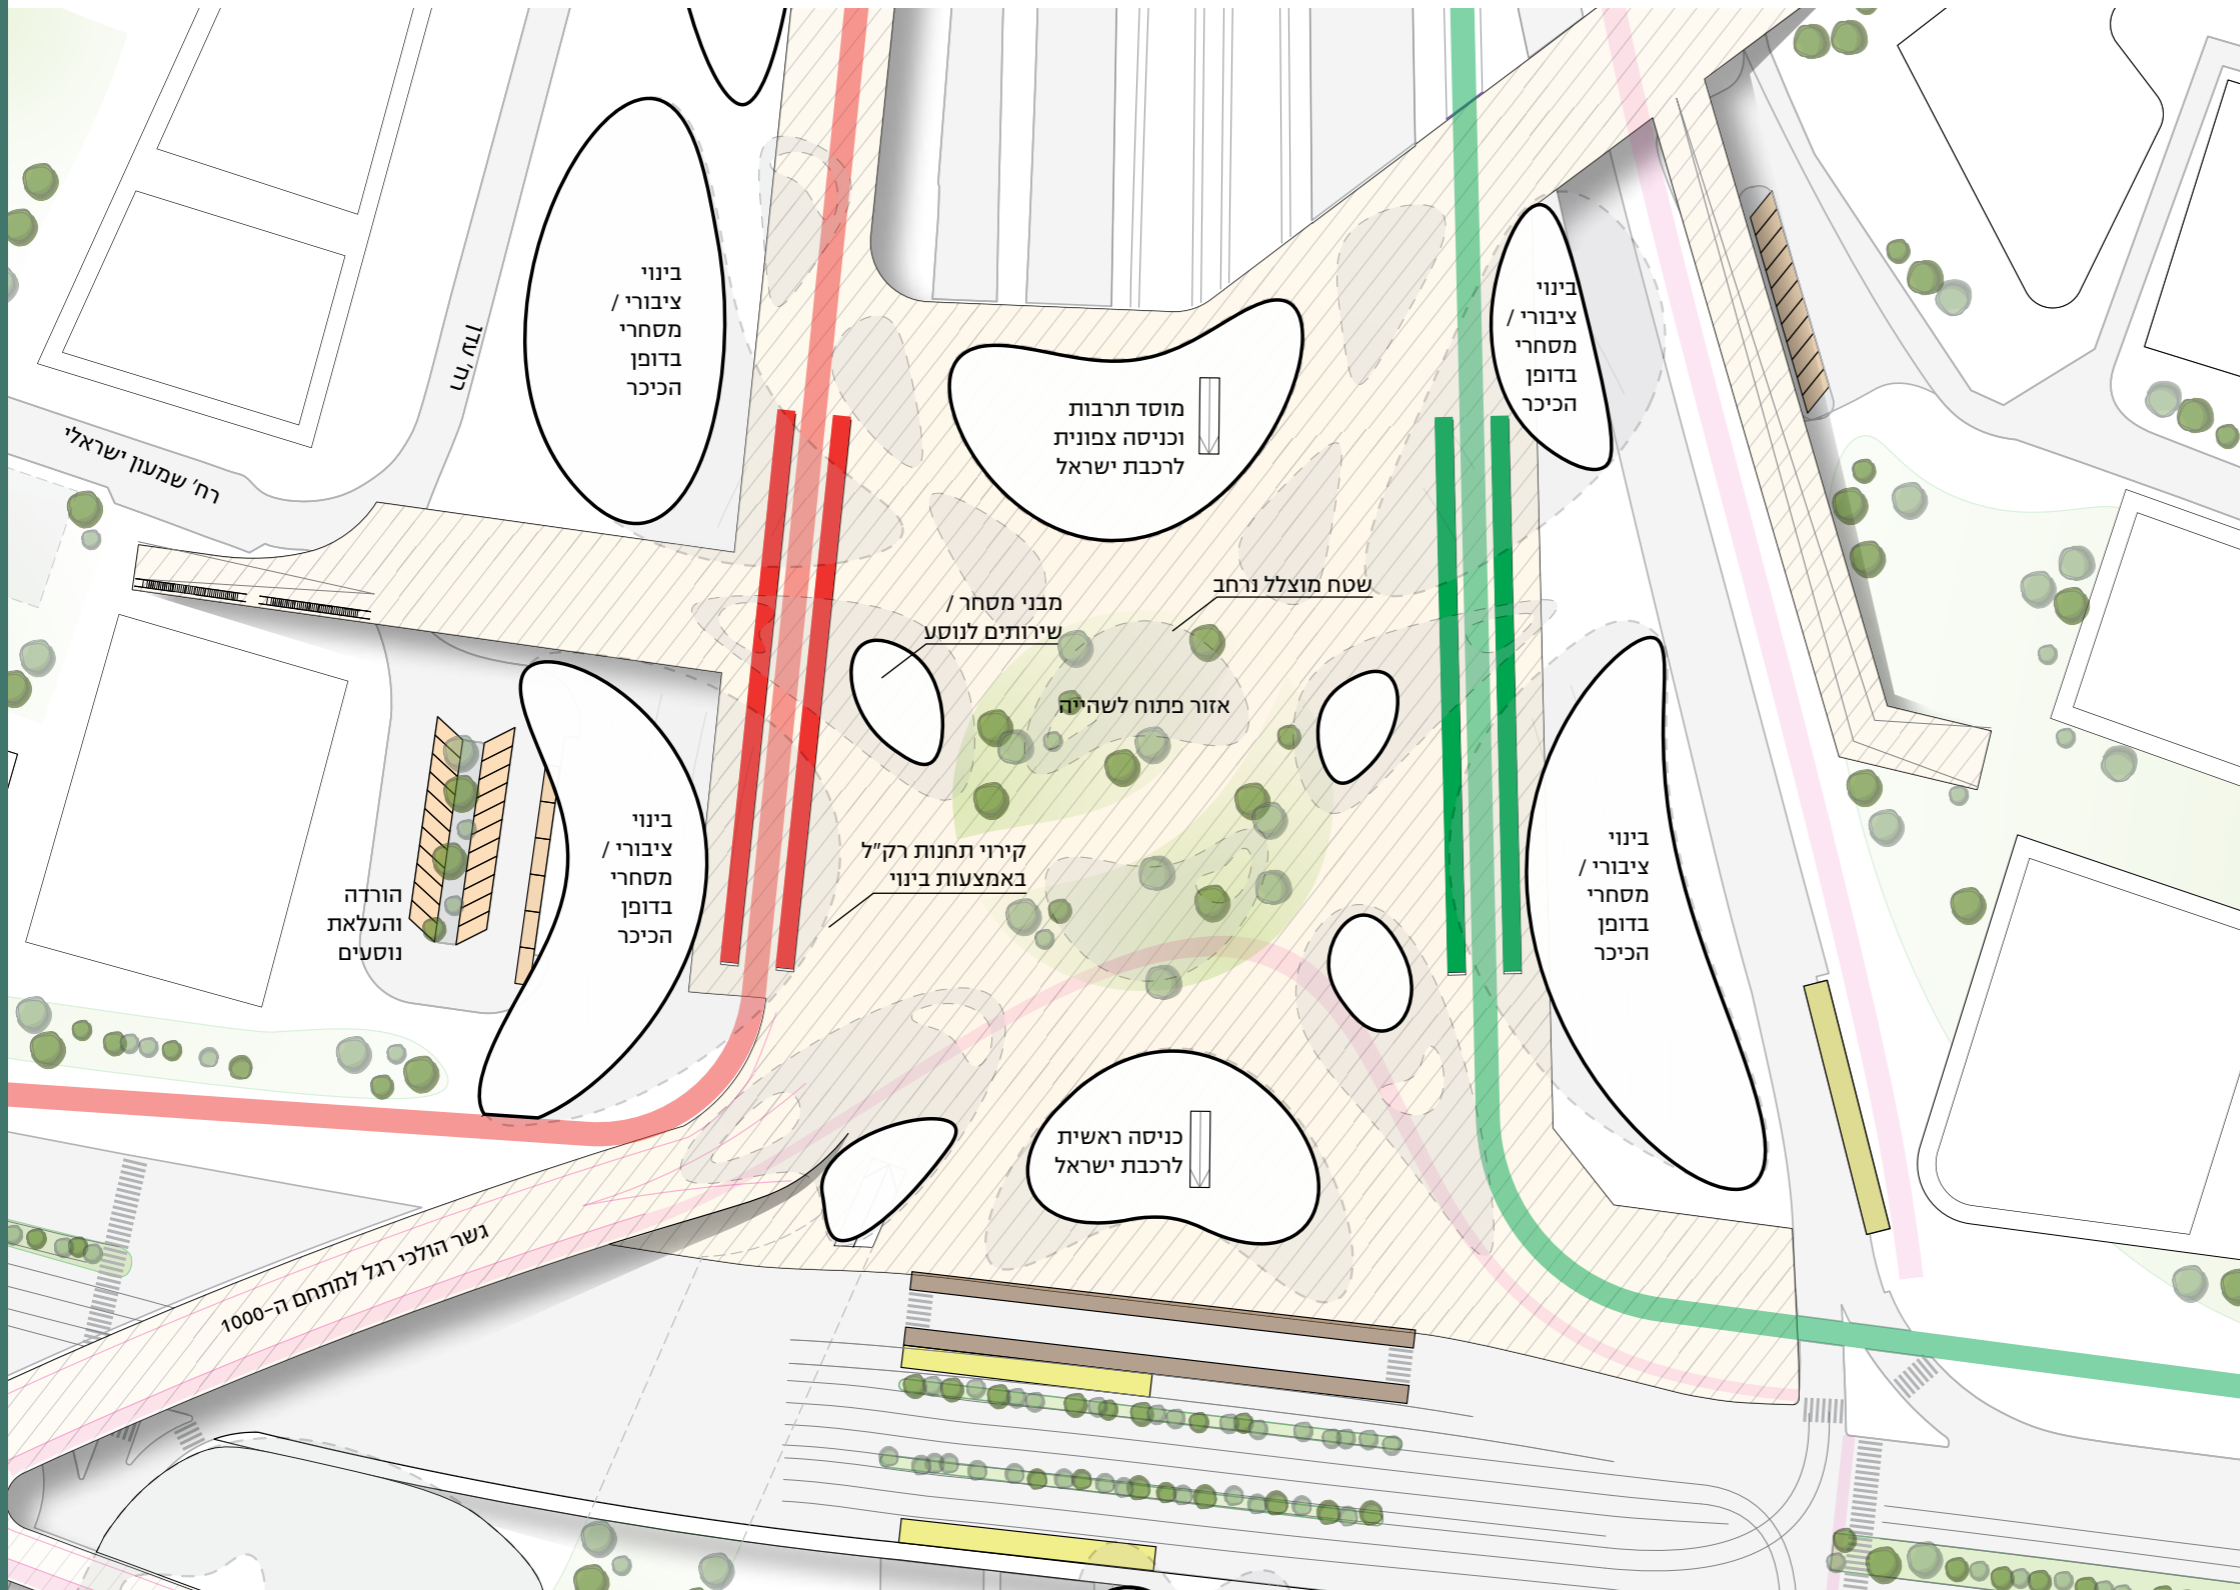 בינוי
ציבורי /
מסחרי
בדופן
הכיכר
בינוי
ציבורי /
מסחרי
בדופן
הכיכר
רח' עדן
מוסד תרבות
וכניסה צפונית
לרכבת ישראל
רח' שמעון ישראלי
שטח מוצלל נרחב
מבני מסחר /
שירותים לנוסע
אזור פתוח לשהייה
בינוי
ציבורי /
מסחרי
בדופן
הכיכר
בינוי
ציבורי /
מסחרי
בדופן
הכיכר
קירוי תחנות רק"ל
באמצעות בינוי
הורדה
והעלאת
נוסעים
כניסה ראשית
לרכבת ישראל
גשר הולכי רגל למתחם ה-1000